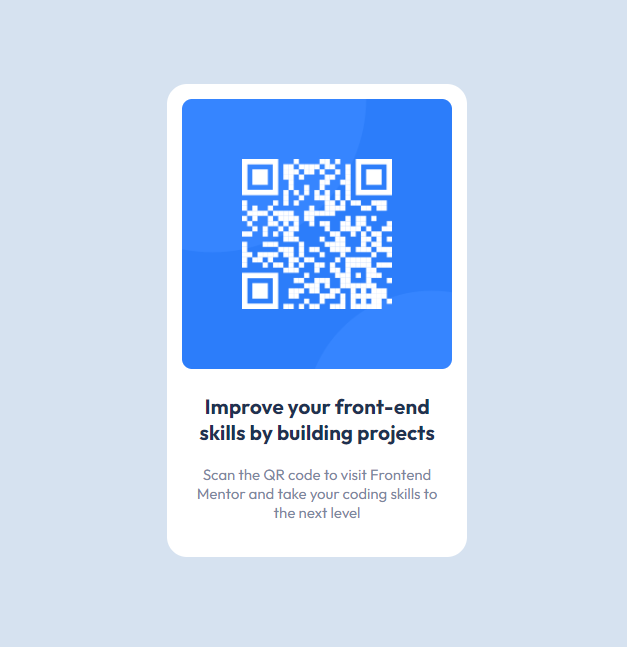 Improve your front-end
skills by building projects
Scan the QR code to visit Frontend
Mentor and take your coding skills to
the next level